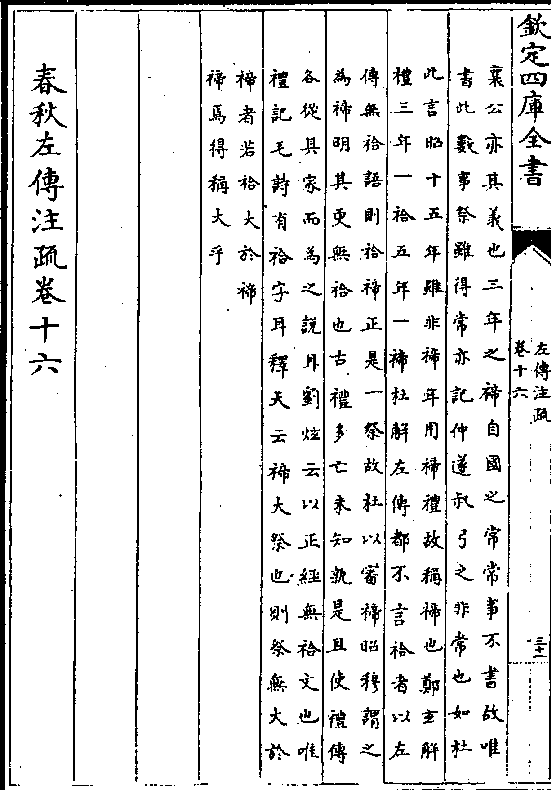 欽定四庫全書
左傳注疏
卷十六
三十一
襄公亦其義也三年之禘自國之常常事不書故唯
書此數事祭雖得常亦記仲遂叔弓之非常也如杜
此言昭十五年雖非禘年用禘禮故稱禘也鄭玄解
禮三年一祫五年一禘杜解左傳都不言祫者以左
傳無祫語則祫禘正是一祭故杜以審禘昭穆謂之
為禘明其更無祫也古禮多亡未知孰是且使禮傳
各從其家而為之說耳劉炫云以正經無祫文也唯
禮記毛詩有祫字耳釋天云禘大祭也則祭無大於
禘者若祫大於禘
禘焉得稱大乎
春秋左傳注疏卷十六